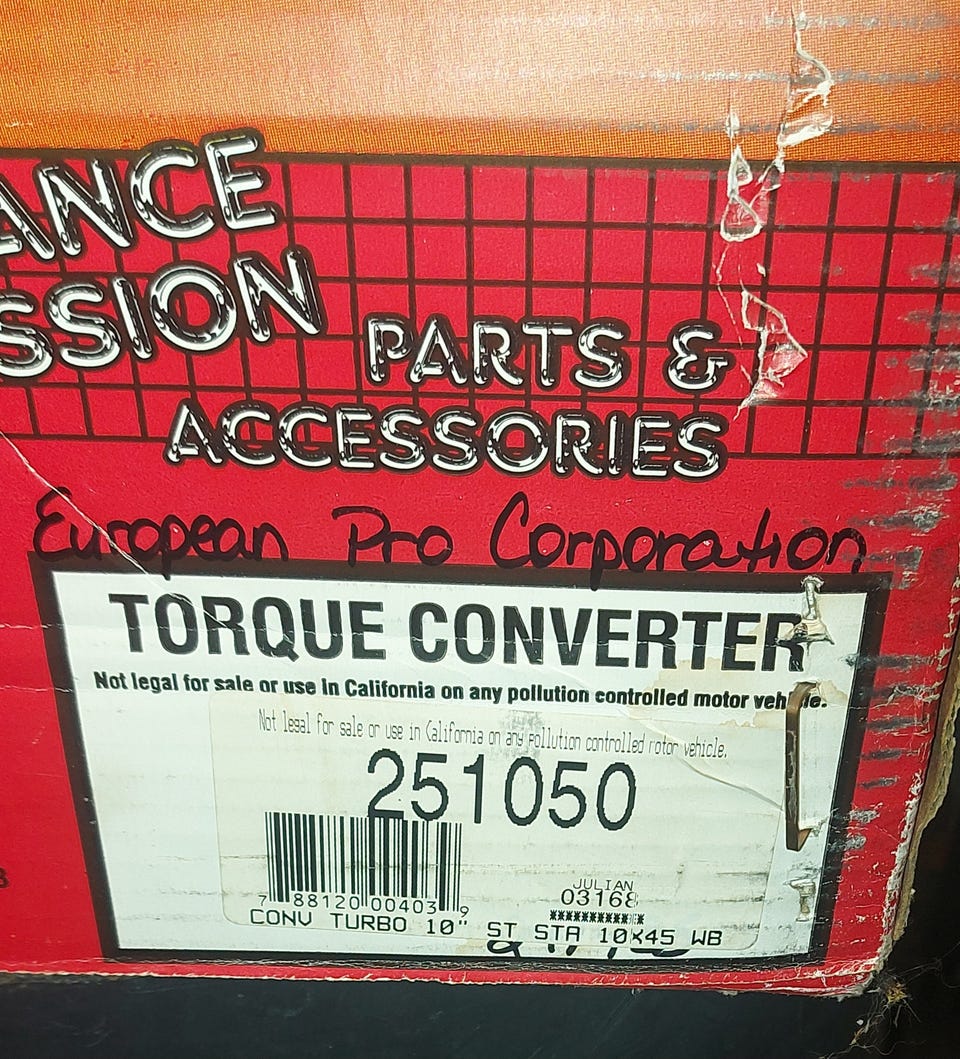 ANCE
SSION
PARTS &
ACCESSORIES
European Pro Corporation
TORQUE CONVERTER
Not legal for sale or use in California on any pollution controlled motor vehicle.
Not legal for sale or use in California on any pollution controlled rotor vehicle.
251050
7 88120 00403 9
JULIAN
03168
**********
CONV TURBO 10" ST STA 10x45 WB